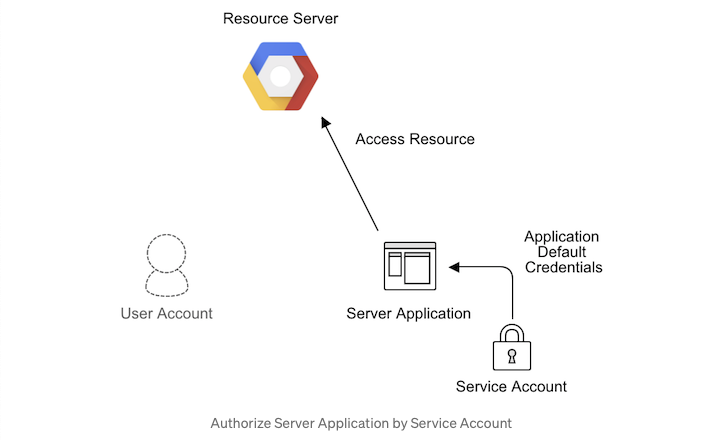 Resource Server
Access Resource
Application
Default
Credentials
User Account
Server Application
Service Account
Authorize Server Application by Service Account